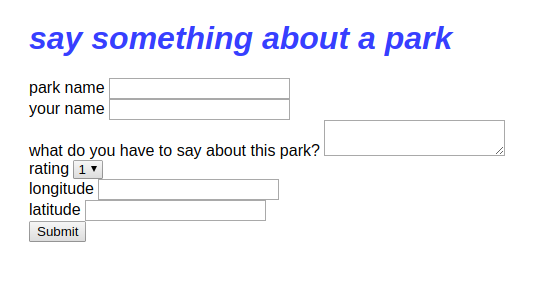 say something about a park
park name
your name
what do you have to say about this park?
rating 1
longitude
latitude
Submit